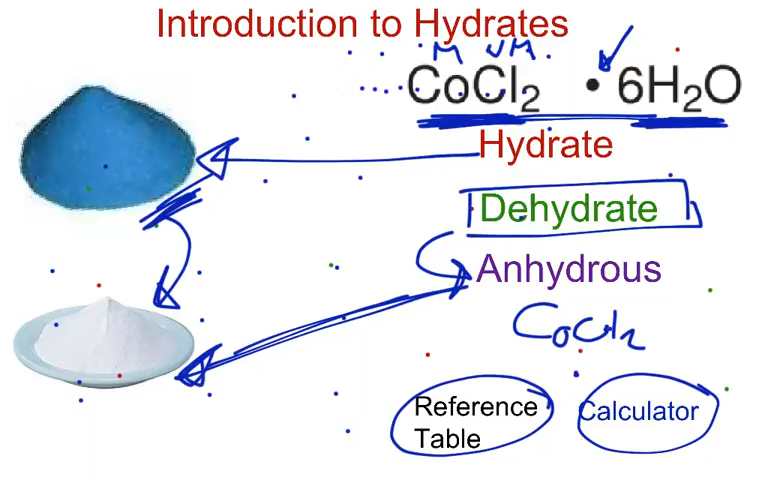 Introduction to Hydrates
M NM
CoCl2 • 6H2O
Hydrate
Dehydrate
Anhydrous
CoCl2
Reference
Table
Calculator